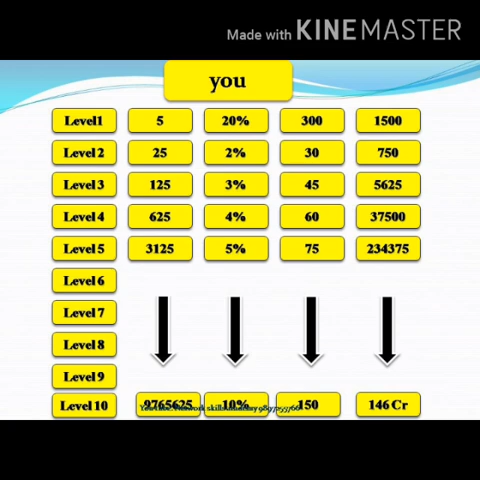 Made with KINEMASTER
you
Level1 5 20% 300 1500
Level 2 25 2% 30 750
Level 3 125 3% 45 5625
Level 4 625 4% 60 37500
Level 5 3125 5% 75 234375
Level 6
Level 7
Level 8
Level 9
Level 10 9765625 10% 150 146 Cr